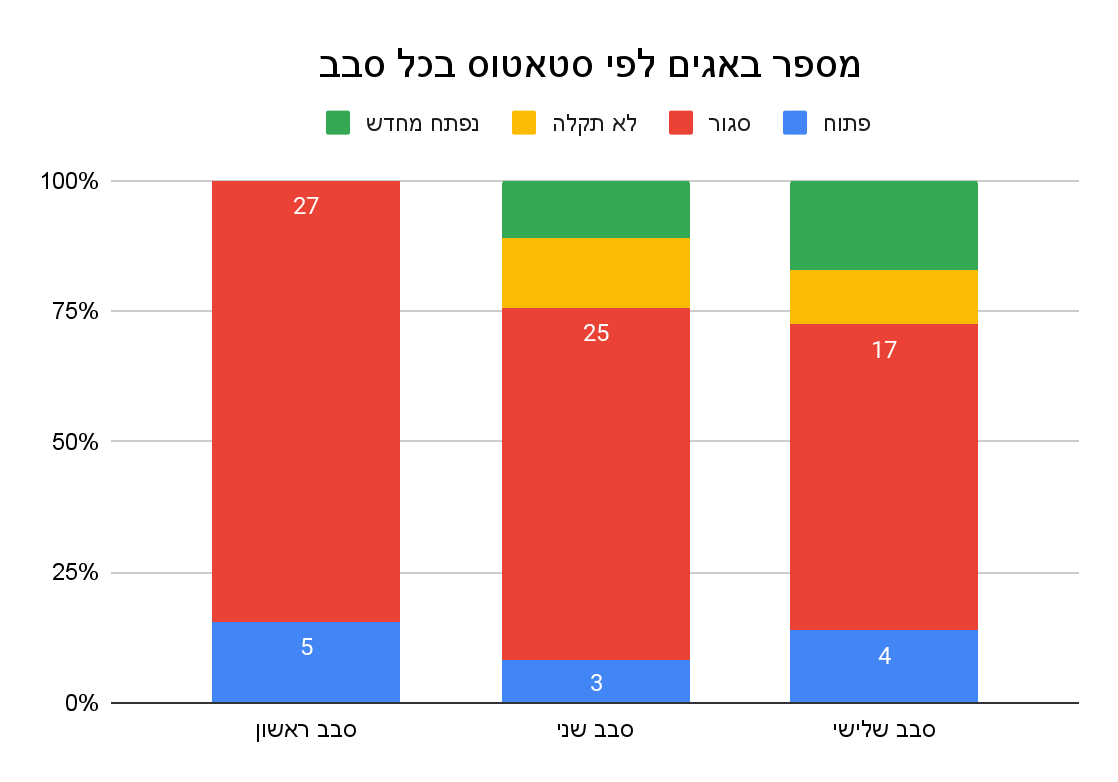 מספר באגים לפי סטאטוס בכל סבב
פתוח סגור לא תקלה נפתח מחדש
100%
75%
50%
25%
0%
27
25
17
5
3
4
סבב ראשון
סבב שני
סבב שלישי